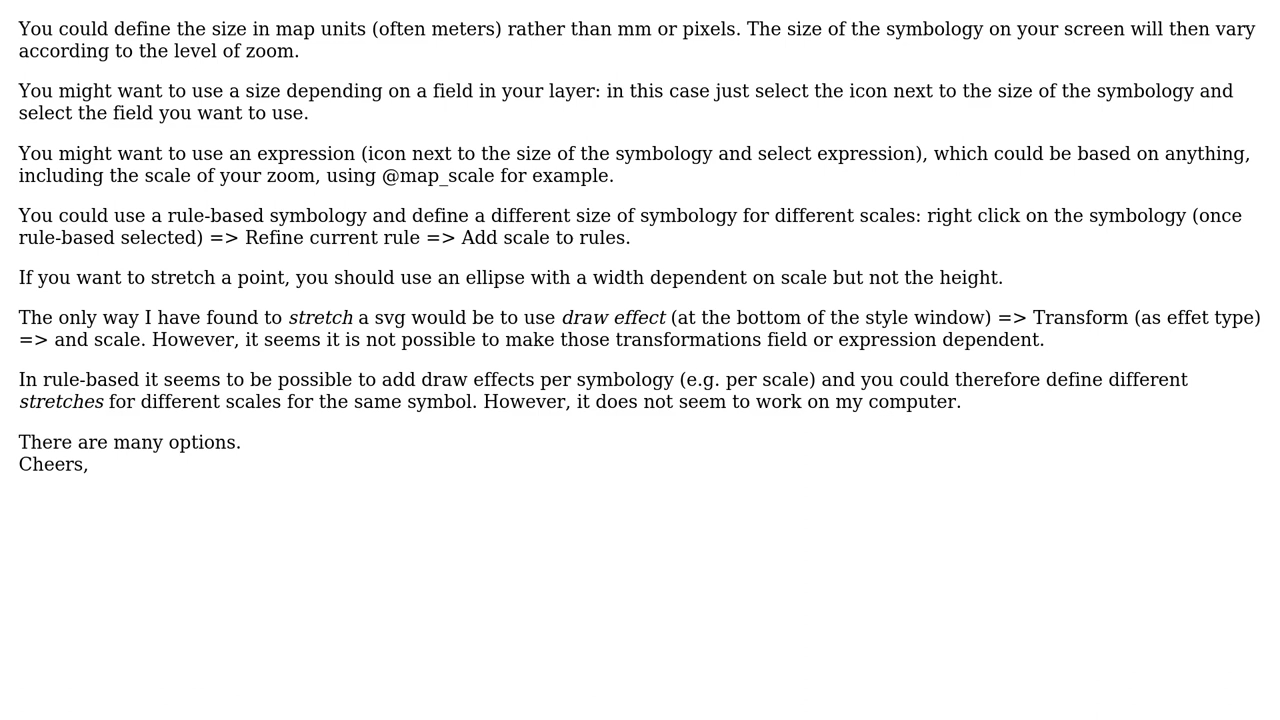 You could define the size in map units (often meters) rather than mm or pixels. The size of the symbology on your screen will then vary
according to the level of zoom.
You might want to use a size depending on a field in your layer: in this case just select the icon next to the size of the symbology and
select the field you want to use.
You might want to use an expression (icon next to the size of the symbology and select expression), which could be based on anything,
including the scale of your zoom, using @map_scale for example.
You could use a rule-based symbology and define a different size of symbology for different scales: right click on the symbology (once
rule-based selected) => Refine current rule => Add scale to rules.
If you want to stretch a point, you should use an ellipse with a width dependent on scale but not the height.
The only way I have found to stretch a svg would be to use draw effect (at the bottom of the style window) => Transform (as effet type)
=> and scale. However, it seems it is not possible to make those transformations field or expression dependent.
In rule-based it seems to be possible to add draw effects per symbology (e.g. per scale) and you could therefore define different
stretches for different scales for the same symbol. However, it does not seem to work on my computer.
There are many options.
Cheers,